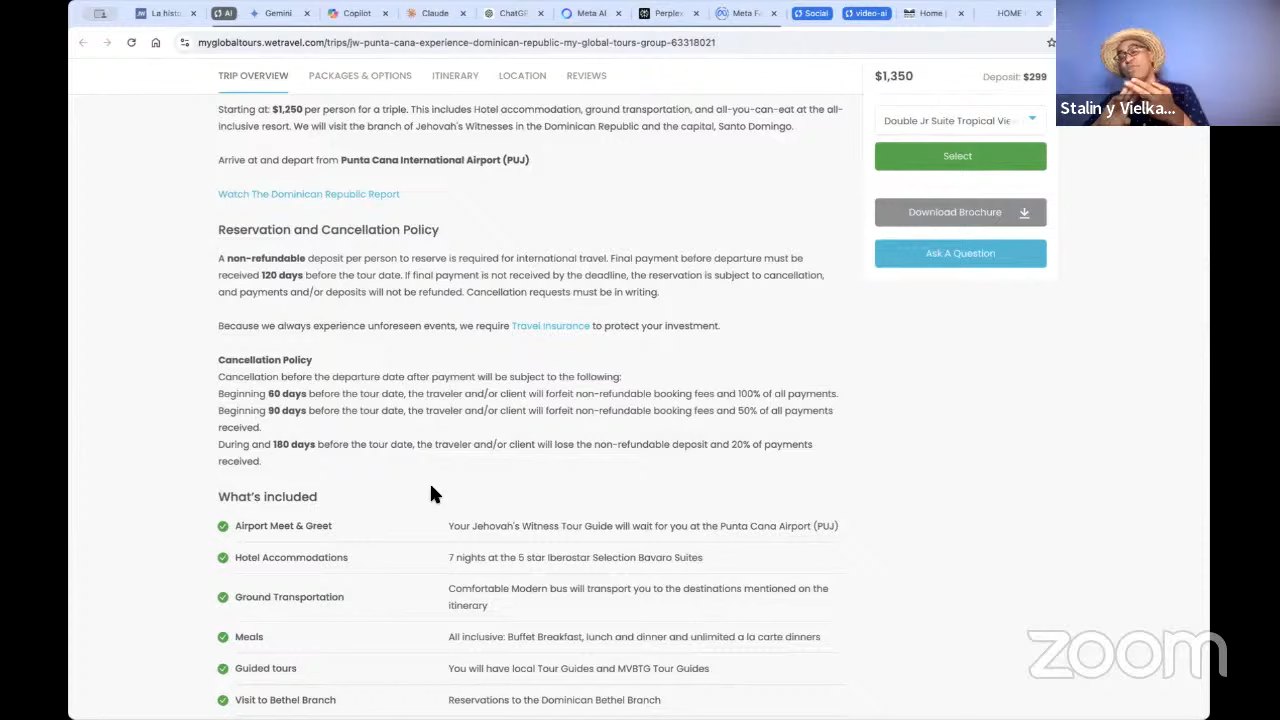 La hist
AI
Gemini
Copilot
Claude
ChatGP
Meta AI
Perple
Meta F
Social
video-ai
Home |
HOME
myglobaltours.wetravel.com/trips/jw-punta-cana-experience-dominican-republic-my-global-tours-group-63318021
Stalin y Vielka...
TRIP OVERVIEW PACKAGES & OPTIONS ITINERARY LOCATION REVIEWS
$1,350 Deposit: $299
Double Jr Suite Tropical Vie
Select
Download Brochure
Ask A Question
Starting at: $1,250 per person for a triple. This includes Hotel accommodation, ground transportation, and all-you-can-eat at the all-
inclusive resort. We will visit the branch of Jehovah's Witnesses in the Dominican Republic and the capital, Santo Domingo.
Arrive at and depart from Punta Cana International Airport (PUJ)
Watch The Dominican Republic Report
Reservation and Cancellation Policy
A non-refundable deposit per person to reserve is required for international travel. Final payment before departure must be
received 120 days before the tour date. If final payment is not received by the deadline, the reservation is subject to cancellation,
and payments and/or deposits will not be refunded. Cancellation requests must be in writing.
Because we always experience unforeseen events, we require Travel Insurance to protect your investment.
Cancellation Policy
Cancellation before the departure date after payment will be subject to the following:
Beginning 60 days before the tour date, the traveler and/or client will forfeit non-refundable booking fees and 100% of all payments.
Beginning 90 days before the tour date, the traveler and/or client will forfeit non-refundable booking fees and 50% of all payments
received.
During and 180 days before the tour date, the traveler and/or client will lose the non-refundable deposit and 20% of payments
received.
What's included
Airport Meet & Greet Your Jehovah's Witness Tour Guide will wait for you at the Punta Cana Airport (PUJ)
Hotel Accommodations 7 nights at the 5 star Iberostar Selection Bavaro Suites
Ground Transportation Comfortable Modern bus will transport you to the destinations mentioned on the
itinerary
Meals All inclusive: Buffet Breakfast, lunch and dinner and unlimited a la carte dinners
Guided tours You will have local Tour Guides and MVBTG Tour Guides
Visit to Bethel Branch Reservations to the Dominican Bethel Branch
zoom